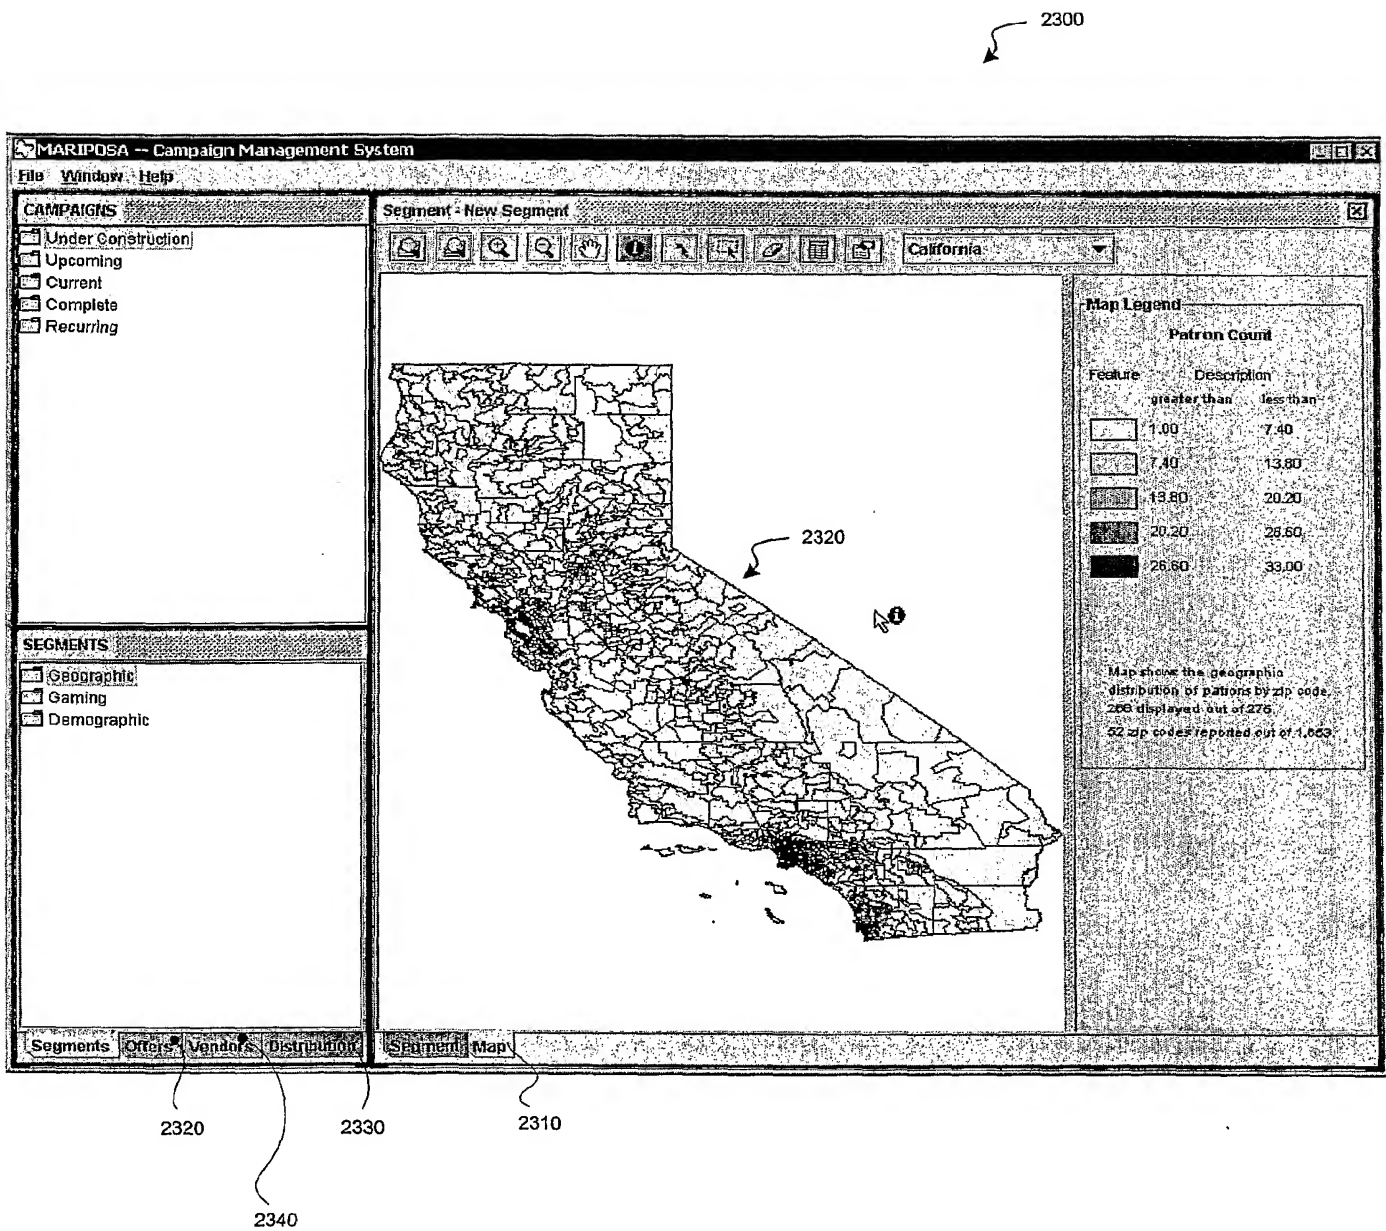 2300
MARIPOSA -- Campaign Management System
File Window Help
CAMPAIGNS
Under Construction
Upcoming
Current
Complete
Recurring
SEGMENTS
Geographic
Gaming
Demographic
Segments Offers Vendors Distribution
Segment - New Segment
California
2320
Map Legend
Patron Count
Feature Description
greater than less than
1.00 7.40
7.40 13.80
13.80 20.20
20.20 26.60
26.60 33.00
Map shows the geographic
distribution of patrons by zip code.
displayed out of 275.
52 zip codes reported out of
Segment Map
2320
2330
2310
2340